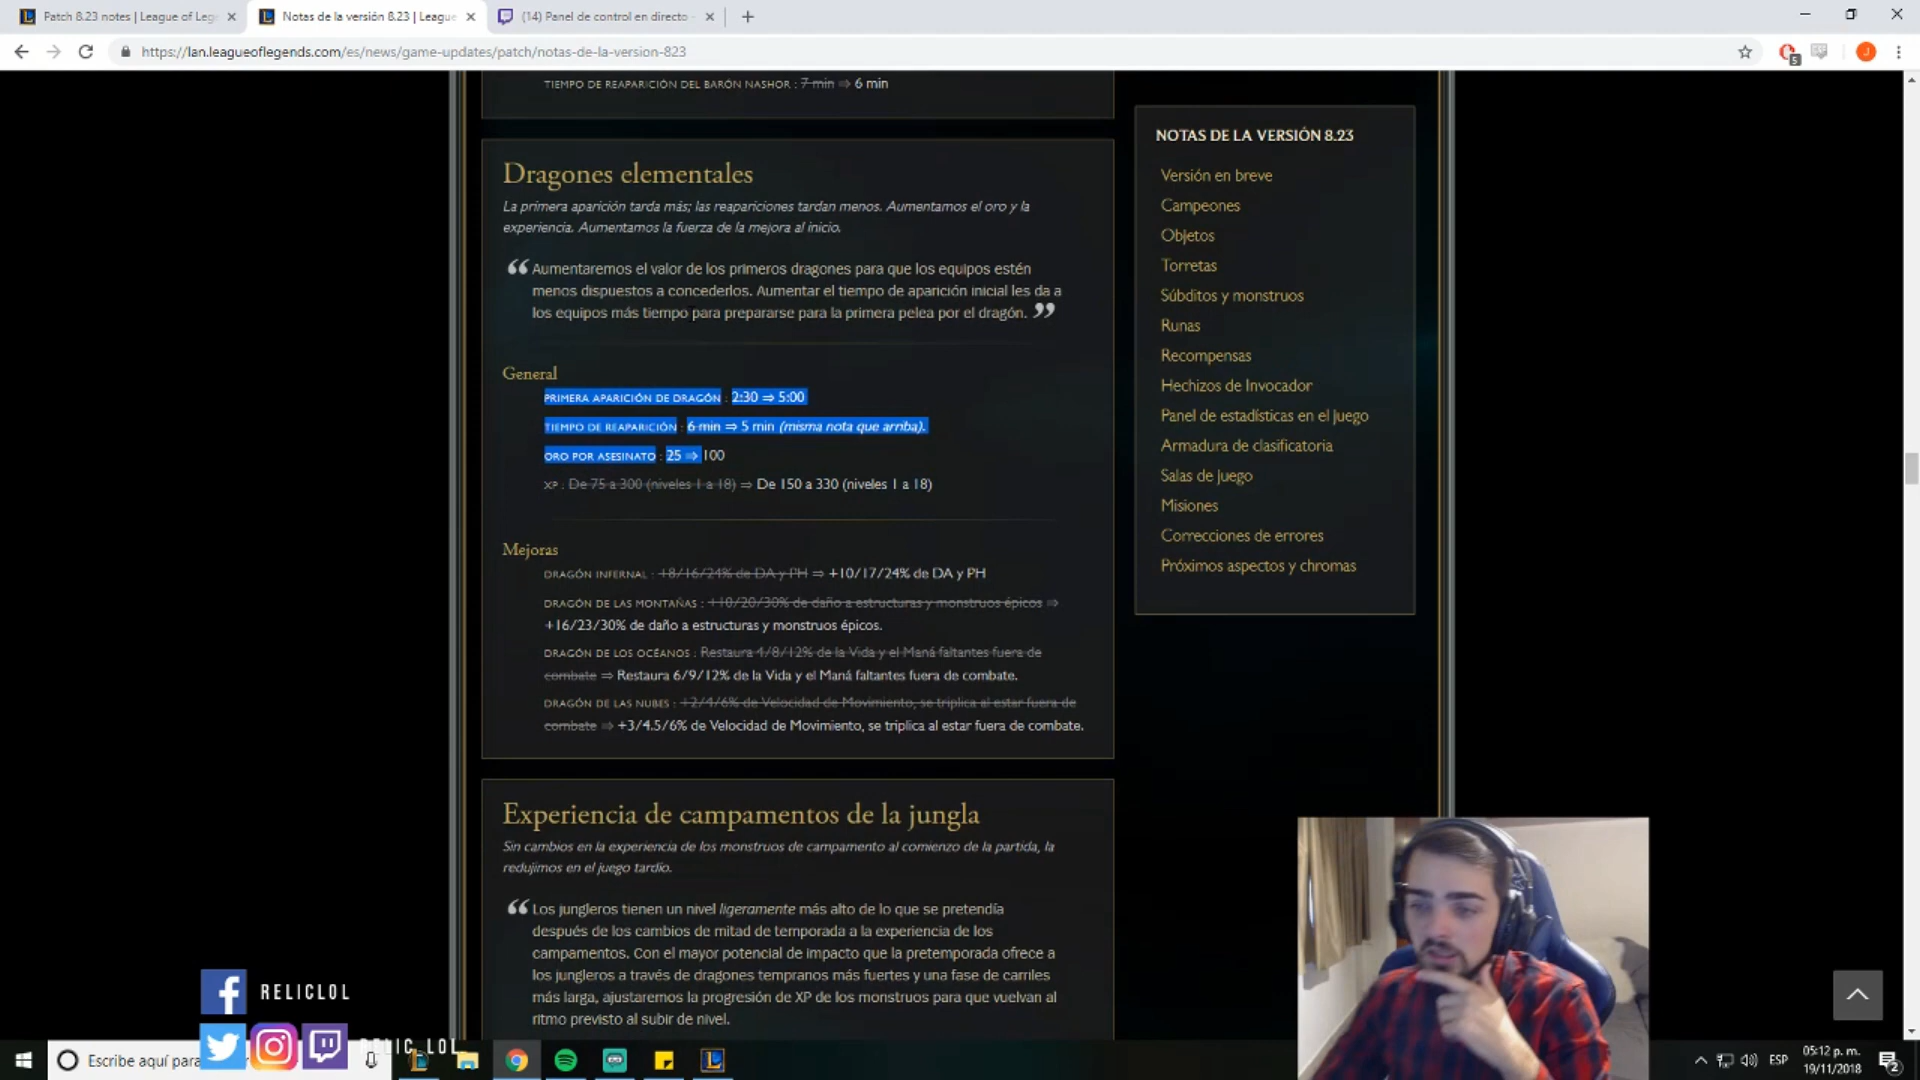 Patch 8.23 notes | League of Leg
Notas de la versión 8.23 | League
(14) Panel de control en directo
https://lan.leagueoflegends.com/es/news/game-updates/patch/notas-de-la-version-823
5
J
TIEMPO DE REAPARICIÓN DEL BARÓN NASHOR : 7 min ⇒ 6 min
Dragones elementales
La primera aparición tarda más; las reapariciones tardan menos. Aumentamos el oro y la
experiencia. Aumentamos la fuerza de la mejora al inicio.
“ Aumentaremos el valor de los primeros dragones para que los equipos estén
menos dispuestos a concederlos. Aumentar el tiempo de aparición inicial les da a
los equipos más tiempo para prepararse para la primera pelea por el dragón. ”
General
PRIMERA APARICIÓN DE DRAGÓN : 2:30 ⇒ 5:00
TIEMPO DE REAPARICIÓN : 6 min ⇒ 5 min (misma nota que arriba).
ORO POR ASESINATO : 25 ⇒ 100
XP : De 75 a 300 (niveles 1 a 18) ⇒ De 150 a 330 (niveles 1 a 18)
Mejoras
DRAGÓN INFERNAL : +8/16/24% de DA y PH ⇒ +10/17/24% de DA y PH
DRAGÓN DE LAS MONTAÑAS : +10/20/30% de daño a estructuras y monstruos épicos ⇒
+16/23/30% de daño a estructuras y monstruos épicos.
DRAGÓN DE LOS OCÉANOS : Restaura 4/8/12% de la Vida y el Maná faltantes fuera de
combate ⇒ Restaura 6/9/12% de la Vida y el Maná faltantes fuera de combate.
DRAGÓN DE LAS NUBES : +2/4/6% de Velocidad de Movimiento, se triplica al estar fuera de
combate ⇒ +3/4.5/6% de Velocidad de Movimiento, se triplica al estar fuera de combate.
Experiencia de campamentos de la jungla
Sin cambios en la experiencia de los monstruos de campamento al comienzo de la partida, la
redujimos en el juego tardío.
“ Los jungleros tienen un nivel ligeramente más alto de lo que se pretendía
después de los cambios de mitad de temporada a la experiencia de los
campamentos. Con el mayor potencial de impacto que la pretemporada ofrece a
los jungleros a través de dragones tempranos más fuertes y una fase de carriles
más larga, ajustaremos la progresión de XP de los monstruos para que vuelvan al
ritmo previsto al subir de nivel.
NOTAS DE LA VERSIÓN 8.23
Versión en breve
Campeones
Objetos
Torretas
Súbditos y monstruos
Runas
Recompensas
Hechizos de Invocador
Panel de estadísticas en el juego
Armadura de clasificatoria
Salas de juego
Misiones
Correcciones de errores
Próximos aspectos y chromas
RELICLOL
RELIC_LOL
Escribe aquí para
ESP
05:12 p. m.
19/11/2018
2